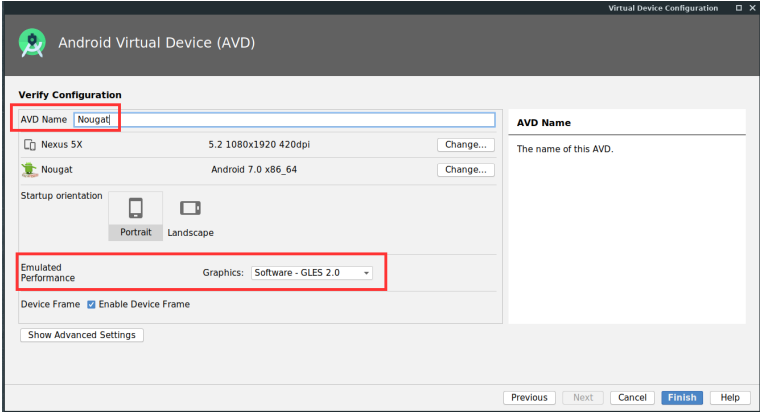 Virtual Device Configuration
Android Virtual Device (AVD)
Verify Configuration
AVD Name Nougat
Nexus 5X 5.2 1080x1920 420dpi Change...
Nougat Android 7.0 x86_64 Change...
Startup orientation
Portrait Landscape
Emulated
Performance
Graphics: Software - GLES 2.0
Device Frame Enable Device Frame
Show Advanced Settings
AVD Name
The name of this AVD.
Previous Next Cancel Finish Help